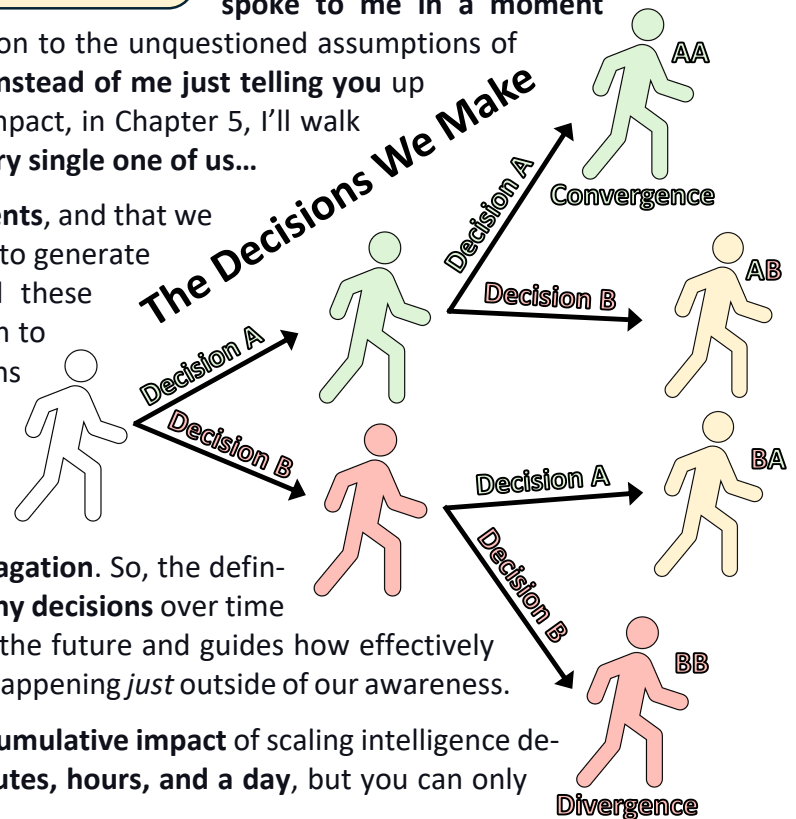 spoke to me in a moment
on to the unquestioned assumptions of
nstead of me just telling you up
mpact, in Chapter 5, I'll walk
ry single one of us…
ents, and that we
to generate
these
n to
ns
The Decisions We Make
Decision A
Decision B
Decision A
Decision B
Decision A
Decision B
AA
Convergence
AB
BA
BB
Divergence
agation. So, the defin-
ny decisions over time
the future and guides how effectively
appening just outside of our awareness.
umulative impact of scaling intelligence de-
utes, hours, and a day, but you can only